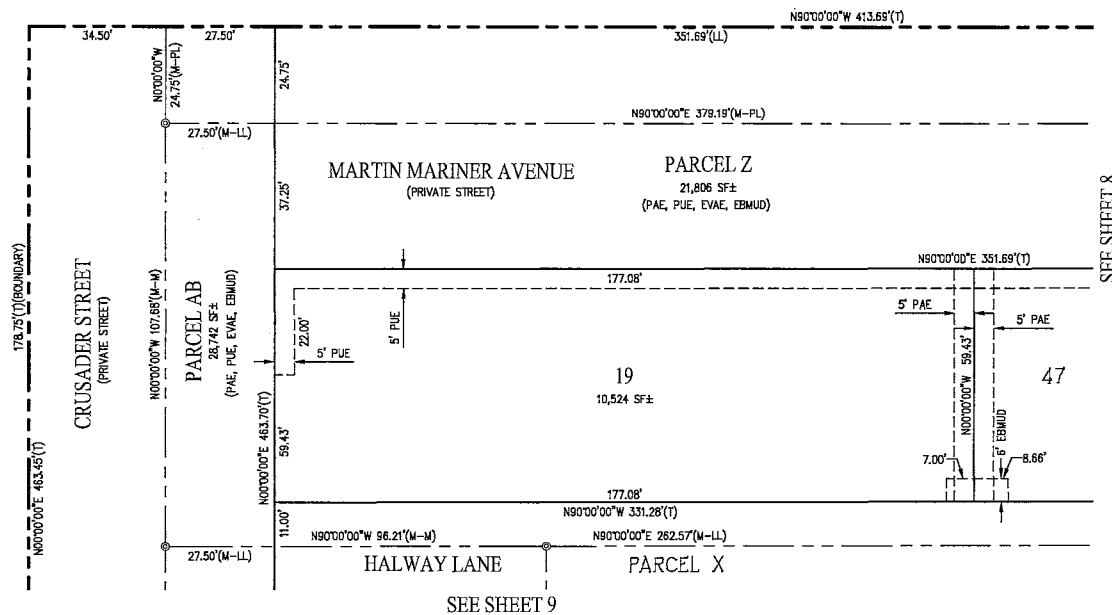 N90°00'00"W 413.69'(T)
34.50'
27.50'
351.69'(LL)
N0°00'00"W
24.75'(M-PL)
24.75'
27.50'(M-LL)
N90°00'00"E 379.19'(M-PL)
MARTIN MARINER AVENUE
(PRIVATE STREET)
PARCEL Z
21,806 SF±
(PAE, PUE, EVAE, EBMUD)
37.25'
SEE SHEET 8
178.75'(T)(BOUNDARY)
CRUSADER STREET
(PRIVATE STREET)
N00°00'00"W 107.68'(M-M)
PARCEL AB
28,742 SF±
(PAE, PUE, EVAE, EBMUD)
N90°00'00"E 351.69'(T)
177.08'
5' PUE
22.00'
5' PUE
5' PAE
5' PAE
19
10,524 SF±
47
N00°00'00"W 59.43'
6' EBMUD
N00°00'00"E 463.70'(T)
59.43'
7.00'
8.66'
N00°00'00"E 463.45'(T)
177.08'
N90°00'00"W 331.28'(T)
11.00'
N90°00'00"W 96.21'(M-M)
N90°00'00"E 262.57'(M-LL)
27.50'(M-LL)
HALWAY LANE
PARCEL X
SEE SHEET 9